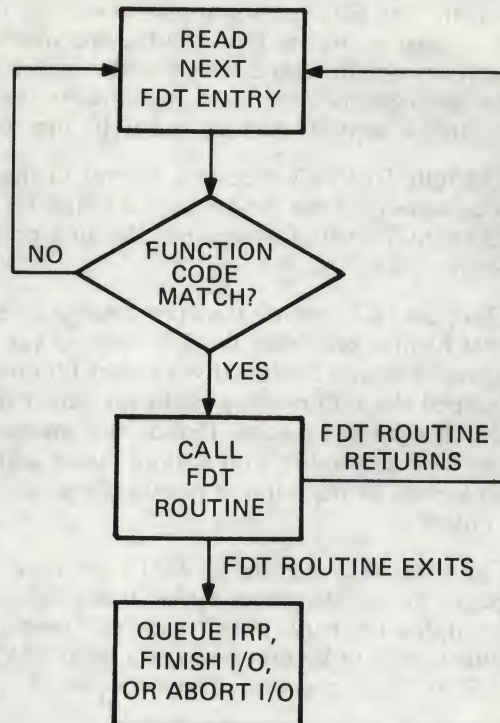 READ
NEXT
FDT ENTRY
NO
FUNCTION
CODE
MATCH?
YES
CALL
FDT
ROUTINE
FDT ROUTINE
RETURNS
FDT ROUTINE EXITS
QUEUE IRP,
FINISH I/O,
OR ABORT I/O